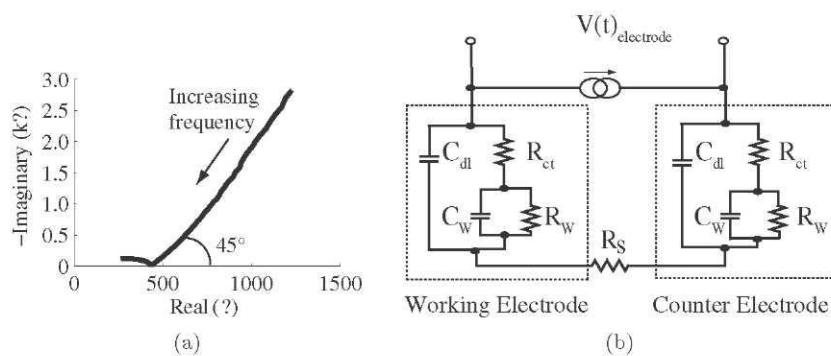 3.0
2.5
2.0
1.5
1.0
0.5
0
Increasing
frequency
45°
0 500 1000 1500
−Imaginary (k?)
Real (?)
(a)
V(t)electrode
Cdl
Rct
CW
RW
RS
Cdl
Rct
CW
RW
Working Electrode
Counter Electrode
(b)